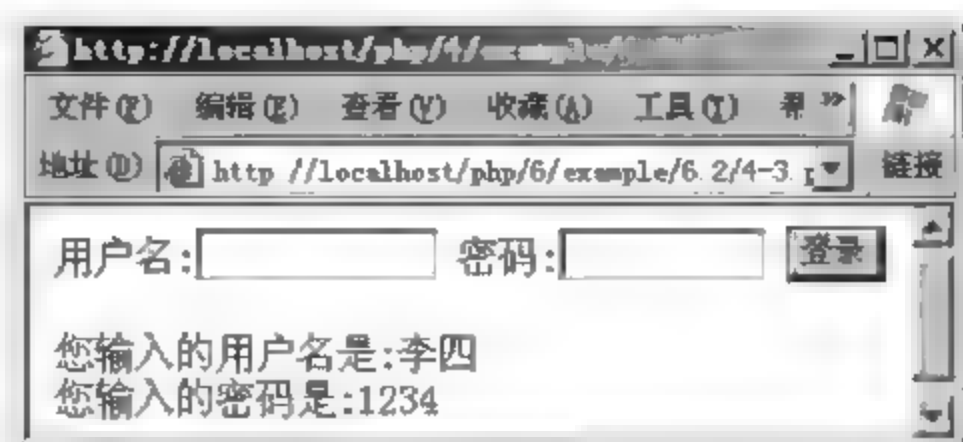 http://localhost/php/4/
文件(F) 编辑(E) 查看(V) 收藏(A) 工具(T) »
地址(D) http //localhost/php/6/example/6.2/4-3.p 链接
用户名: 密码: 登录
您输入的用户名是:李四
您输入的密码是:1234